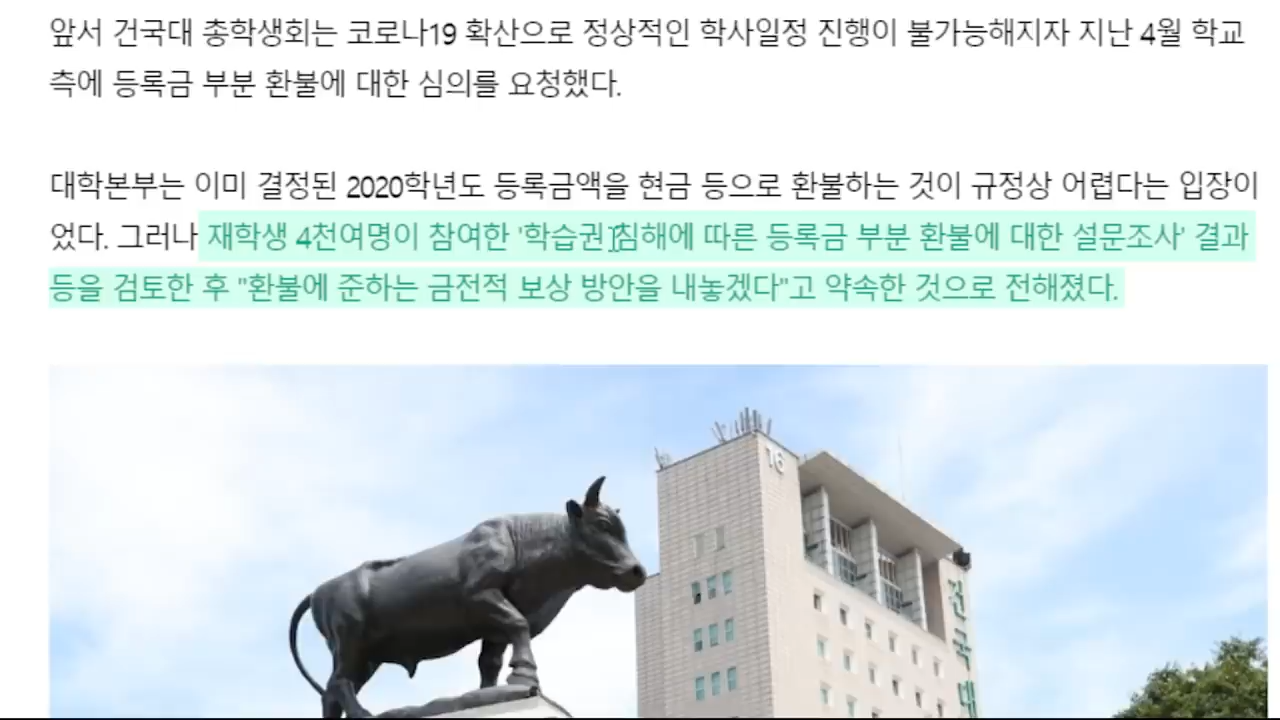 앞서 건국대 총학생회는 코로나19 확산으로 정상적인 학사일정 진행이 불가능해지자 지난 4월 학교
측에 등록금 부분 환불에 대한 심의를 요청했다.
대학본부는 이미 결정된 2020학년도 등록금액을 현금 등으로 환불하는 것이 규정상 어렵다는 입장이
었다. 그러나 재학생 4천여명이 참여한 '학습권 침해에 따른 등록금 부분 환불에 대한 설문조사' 결과
등을 검토한 후 "환불에 준하는 금전적 보상 방안을 내놓겠다"고 약속한 것으로 전해졌다.
16
건국대